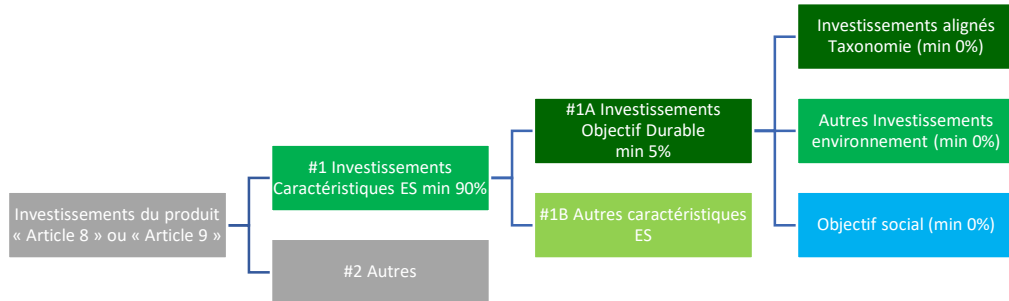 Investissements du produit
« Article 8 » ou « Article 9 »
#1 Investissements
Caractéristiques ES min 90%
#2 Autres
#1A Investissements
Objectif Durable
min 5%
#1B Autres caractéristiques
ES
Investissements alignés
Taxonomie (min 0%)
Autres Investissements
environnement (min 0%)
Objectif social (min 0%)